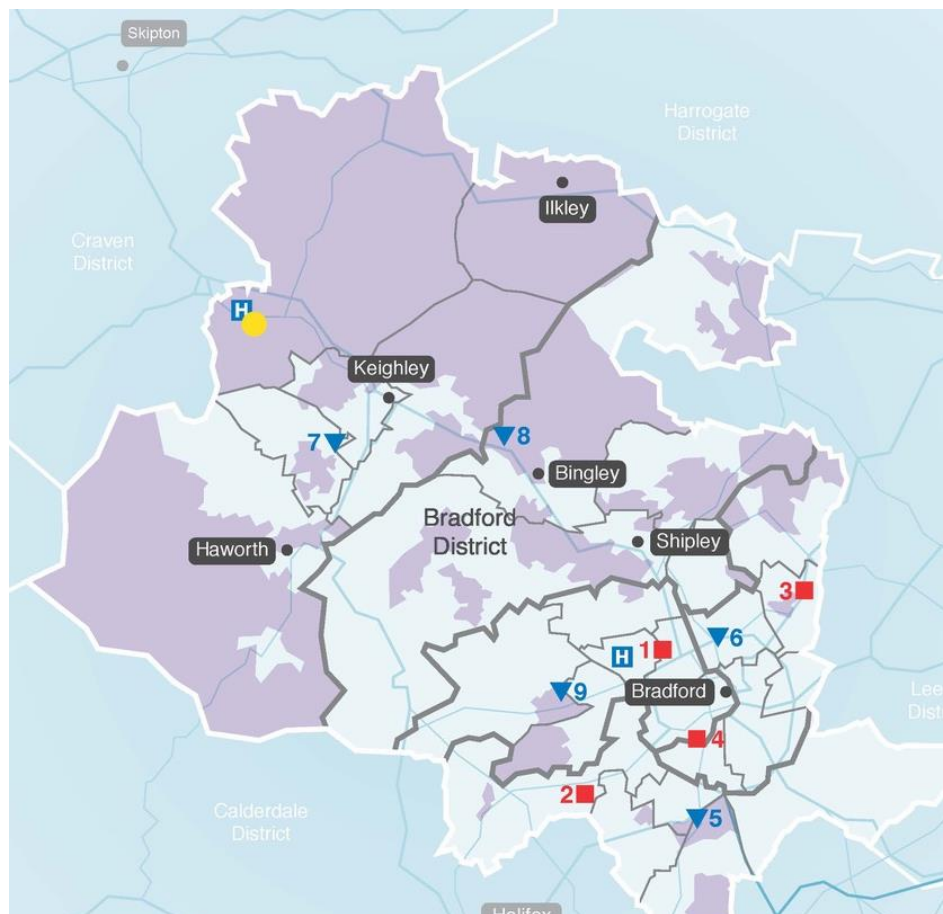 Skipton
Harrogate
District
Ilkley
Craven
District
H
Keighley
7
8
Bingley
Bradford
District
Shipley
Haworth
3
6
1
H
Bradford
9
4
2
5
Calderdale
District